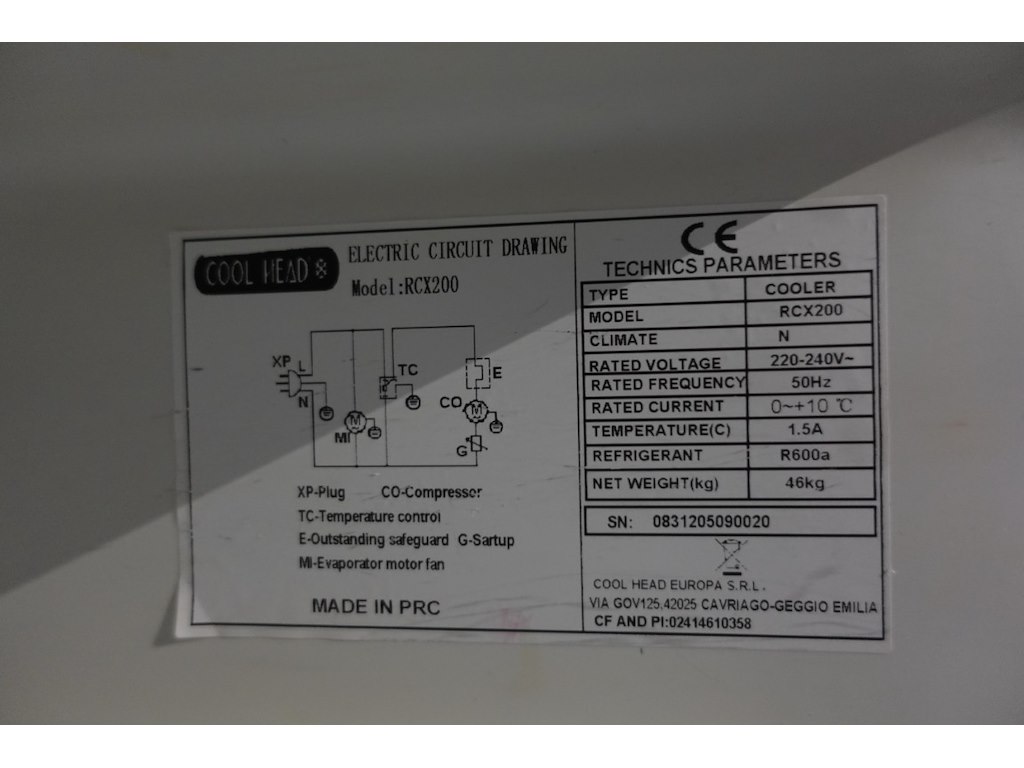 COOL HEAD
ELECTRIC CIRCUIT DRAWING
Model:RCX200
XP
L
N
MI
M
TC
E
CO
M
G
XP-Plug CO-Compresser
TC-Temperature control
E-Outstanding safeguard G-Sartup
MI-Evaporator motor fan
MADE IN PRC
CE
TECHNICS PARAMETERS
TYPE COOLER
MODEL RCX200
CLIMATE N
RATED VOLTAGE 220-240V~
RATED FREQUENCY 50Hz
RATED CURRENT 0~+10 ℃
TEMPERATURE(C) 1.5A
REFRIGERANT R600a
NET WEIGHT(kg) 46kg
SN: 0831205090020
COOL HEAD EUROPA S.R.L.
VIA GOV125,42025 CAVRIAGO-GEGGIO EMILIA
CF AND PI:02414610358